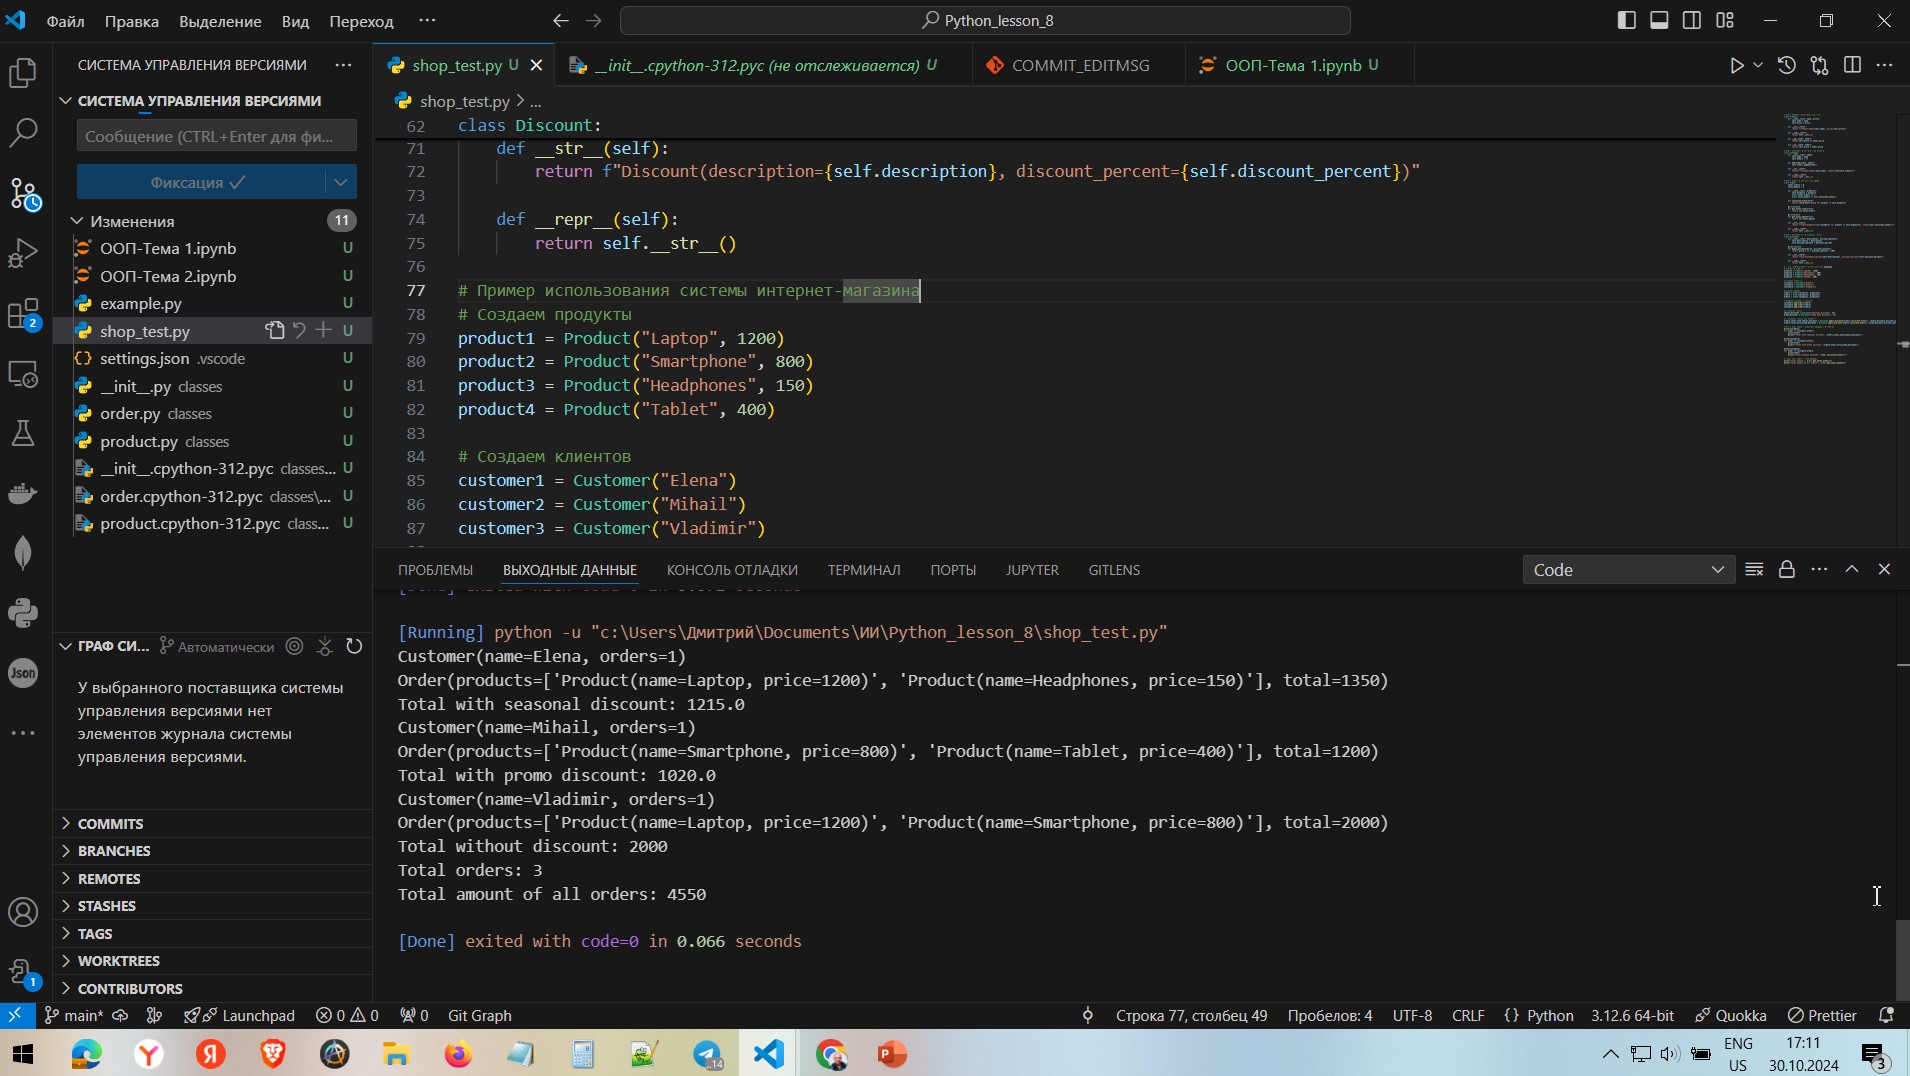 Файл Правка Выделение Вид Переход ··· Python_lesson_8
СИСТЕМА УПРАВЛЕНИЯ ВЕРСИЯМИ ···
shop_test.py U
__init__.cpython-312.pyc (не отслеживается) U
COMMIT_EDITMSG
ООП-Тема 1.ipynb U
СИСТЕМА УПРАВЛЕНИЯ ВЕРСИЯМИ
Сообщение (CTRL+Enter для фи...
Фиксация
Изменения 11
ООП-Тема 1.ipynb U
ООП-Тема 2.ipynb U
example.py U
shop_test.py U
settings.json .vscode U
__init__.py classes U
order.py classes U
product.py classes U
__init__.cpython-312.pyc classes... U
order.cpython-312.pyc classes\... U
product.cpython-312.pyc class... U
2
1
Json
ГРАФ СИ... Автоматически
У выбранного поставщика системы
управления версиями нет
элементов журнала системы
управления версиями.
COMMITS
BRANCHES
REMOTES
STASHES
TAGS
WORKTREES
CONTRIBUTORS
shop_test.py > ...
62 class Discount:
71 def __str__(self):
72 return f"Discount(description={self.description}, discount_percent={self.discount_percent})"
73
74 def __repr__(self):
75 return self.__str__()
76
77 # Пример использования системы интернет-магазина
78 # Создаем продукты
79 product1 = Product("Laptop", 1200)
80 product2 = Product("Smartphone", 800)
81 product3 = Product("Headphones", 150)
82 product4 = Product("Tablet", 400)
83
84 # Создаем клиентов
85 customer1 = Customer("Elena")
86 customer2 = Customer("Mihail")
87 customer3 = Customer("Vladimir")
ПРОБЛЕМЫ ВЫХОДНЫЕ ДАННЫЕ КОНСОЛЬ ОТЛАДКИ ТЕРМИНАЛ ПОРТЫ JUPYTER GITLENS Code
[Running] python -u "c:\Users\Дмитрий\Documents\ИИ\Python_lesson_8\shop_test.py"
Customer(name=Elena, orders=1)
Order(products=['Product(name=Laptop, price=1200)', 'Product(name=Headphones, price=150)'], total=1350)
Total with seasonal discount: 1215.0
Customer(name=Mihail, orders=1)
Order(products=['Product(name=Smartphone, price=800)', 'Product(name=Tablet, price=400)'], total=1200)
Total with promo discount: 1020.0
Customer(name=Vladimir, orders=1)
Order(products=['Product(name=Laptop, price=1200)', 'Product(name=Smartphone, price=800)'], total=2000)
Total without discount: 2000
Total orders: 3
Total amount of all orders: 4550
[Done] exited with code=0 in 0.066 seconds
main* Launchpad 0 0 0 Git Graph Строка 77, столбец 49 Пробелов: 4 UTF-8 CRLF {} Python 3.12.6 64-bit Quokka Prettier
14 ENG 17:11
US 30.10.2024 3